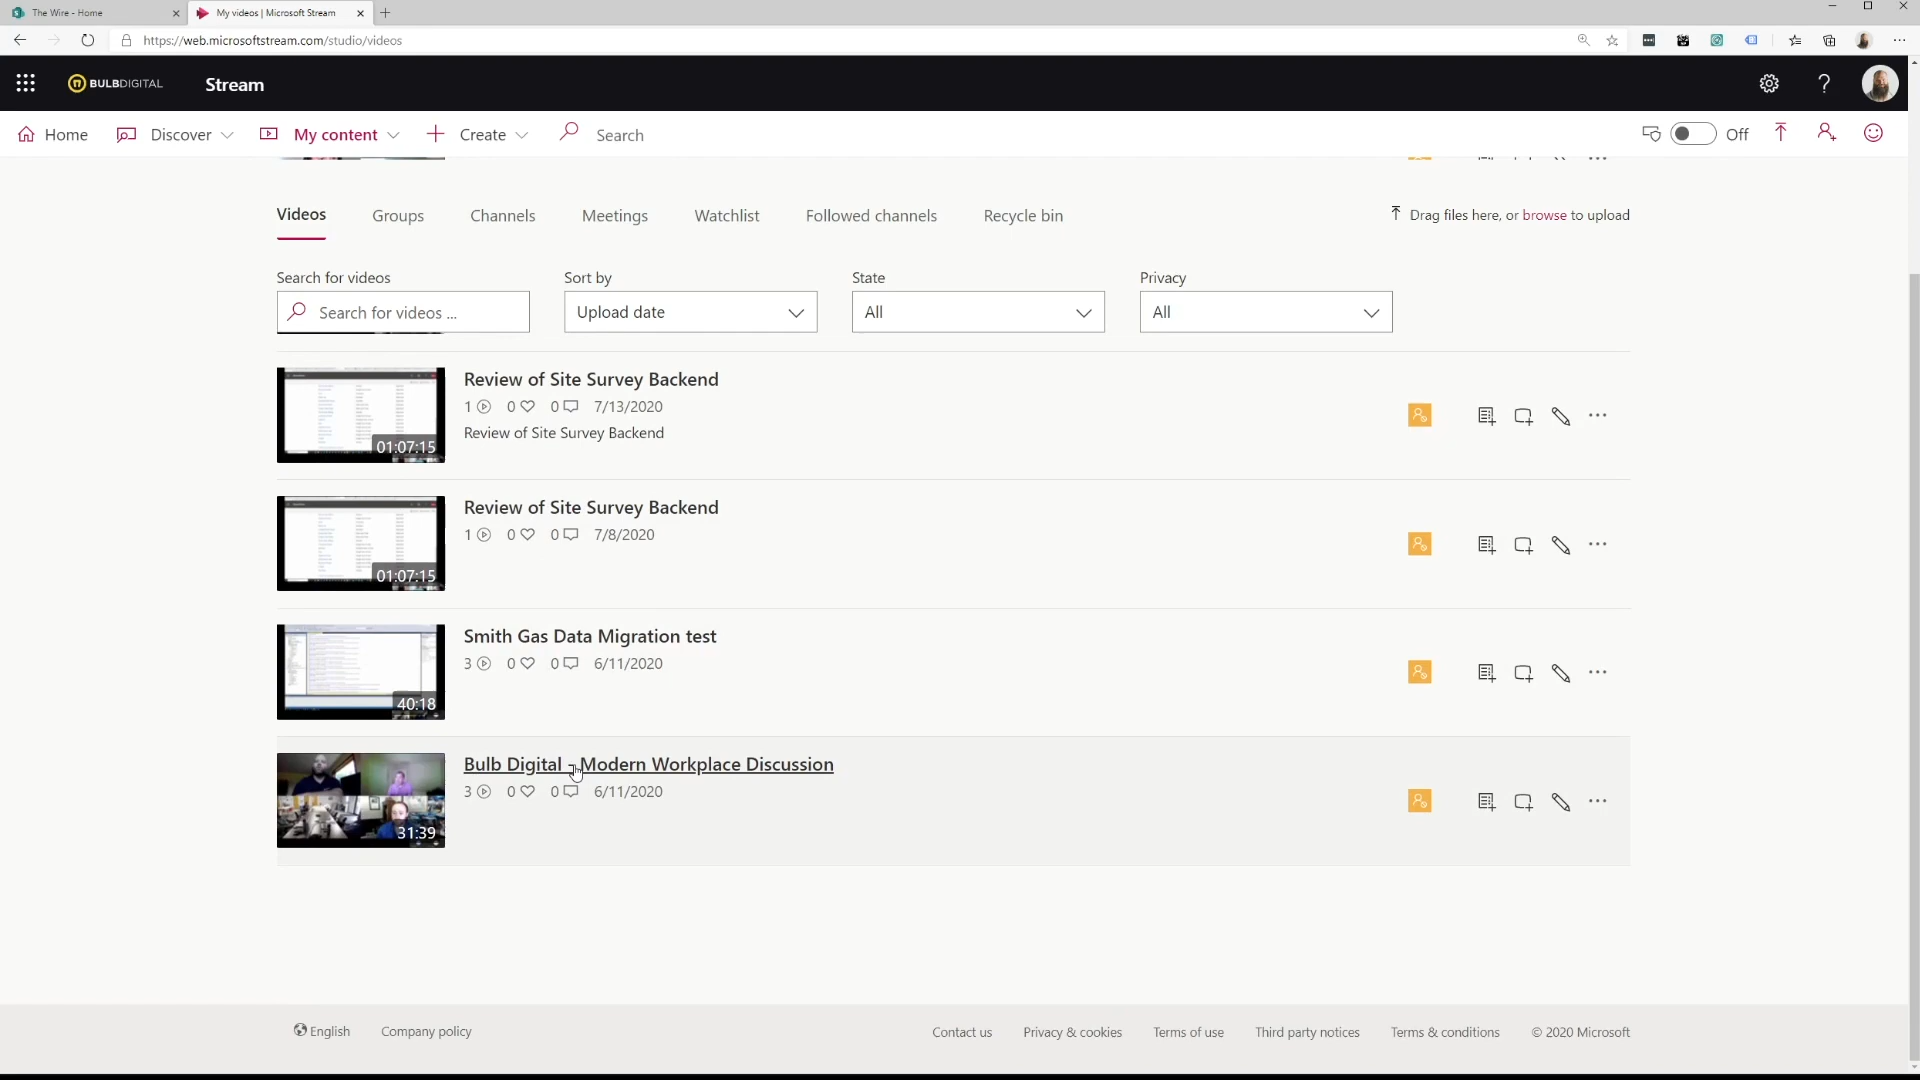 The Wire - Home
My videos | Microsoft Stream
https://web.microsoftstream.com/studio/videos
BULBDIGITAL
Stream
Home
Discover
My content
Create
Search
Off
Videos
Groups
Channels
Meetings
Watchlist
Followed channels
Recycle bin
Drag files here, or browse to upload
Search for videos
Sort by
State
Privacy
Search for videos ...
Upload date
All
All
01:07:15
Review of Site Survey Backend
1 0 0 7/13/2020
Review of Site Survey Backend
01:07:15
Review of Site Survey Backend
1 0 0 7/8/2020
40:18
Smith Gas Data Migration test
3 0 0 6/11/2020
31:39
Bulb Digital - Modern Workplace Discussion
3 0 0 6/11/2020
English
Company policy
Contact us
Privacy & cookies
Terms of use
Third party notices
Terms & conditions
© 2020 Microsoft